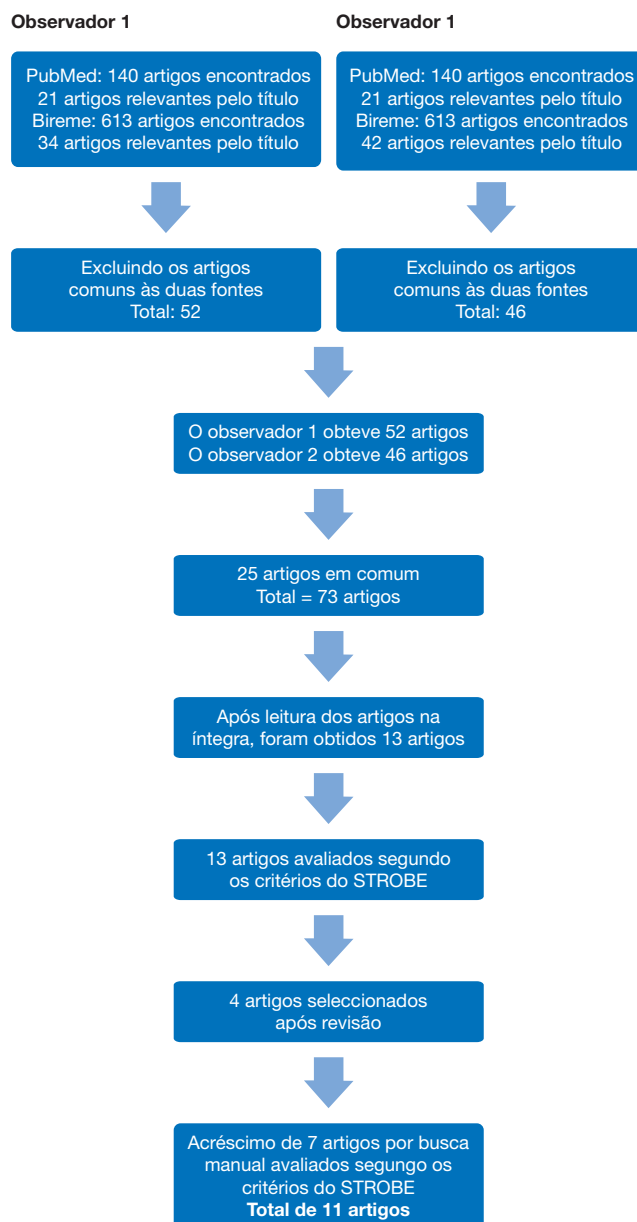 Observador 1
PubMed: 140 artigos encontrados
21 artigos relevantes pelo título
Bireme: 613 artigos encontrados
34 artigos relevantes pelo título
Observador 1
PubMed: 140 artigos encontrados
21 artigos relevantes pelo título
Bireme: 613 artigos encontrados
42 artigos relevantes pelo título
Excluindo os artigos
comuns às duas fontes
Total: 52
Excluindo os artigos
comuns às duas fontes
Total: 46
O observador 1 obteve 52 artigos
O observador 2 obteve 46 artigos
25 artigos em comum
Total = 73 artigos
Após leitura dos artigos na
íntegra, foram obtidos 13 artigos
13 artigos avaliados segundo
os critérios do STROBE
4 artigos seleccionados
após revisão
Acréscimo de 7 artigos por busca
manual avaliados segungo os
critérios do STROBE
Total de 11 artigos